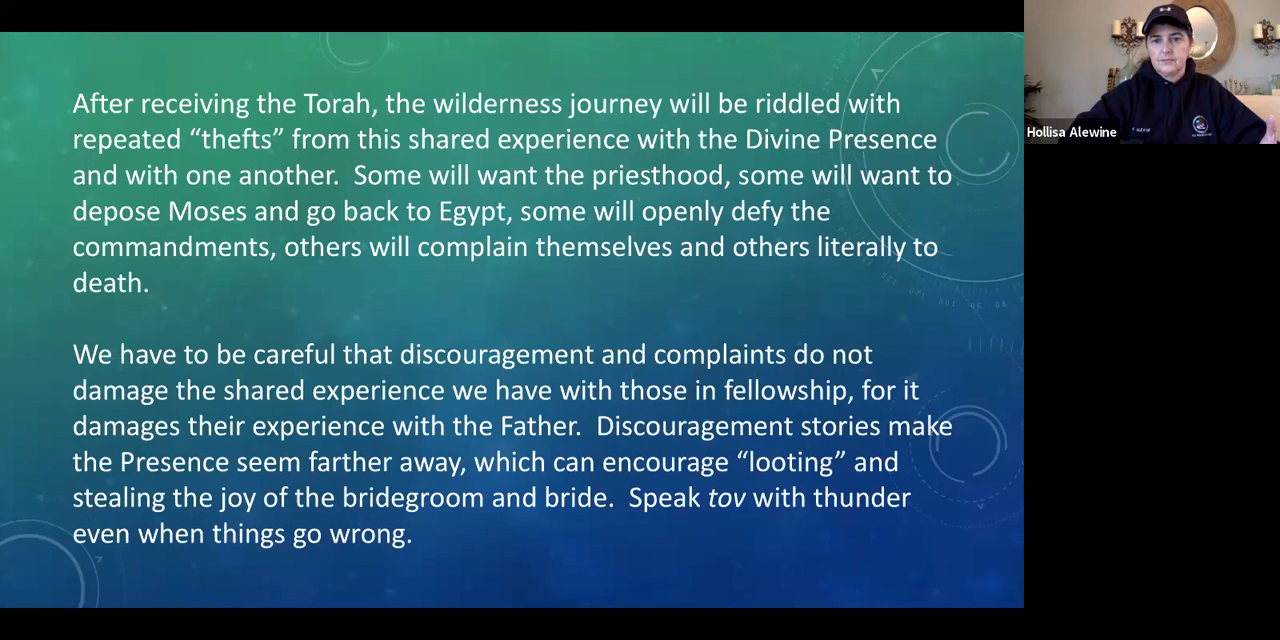 After receiving the Torah, the wilderness journey will be riddled with
repeated “thefts” from this shared experience with the Divine Presence
and with one another.  Some will want the priesthood, some will want to
depose Moses and go back to Egypt, some will openly defy the
commandments, others will complain themselves and others literally to
death.
We have to be careful that discouragement and complaints do not
damage the shared experience we have with those in fellowship, for it
damages their experience with the Father.  Discouragement stories make
the Presence seem farther away, which can encourage “looting” and
stealing the joy of the bridegroom and bride.  Speak tov with thunder
even when things go wrong.
Hollisa Alewine